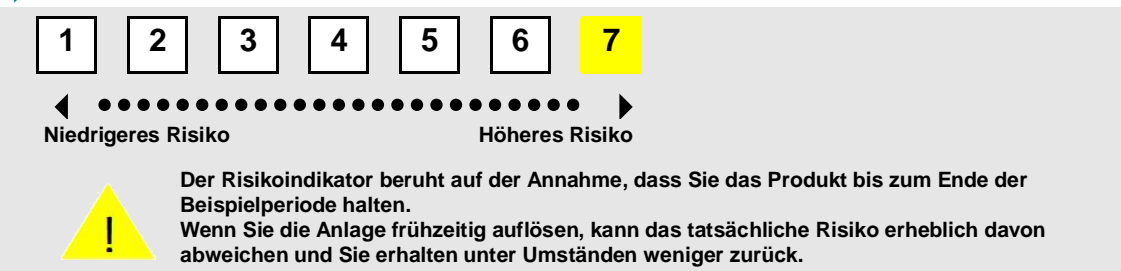 1 2 3 4 5 6 7
Niedrigeres Risiko Höheres Risiko
Der Risikoindikator beruht auf der Annahme, dass Sie das Produkt bis zum Ende der
Beispielperiode halten.
Wenn Sie die Anlage frühzeitig auflösen, kann das tatsächliche Risiko erheblich davon
abweichen und Sie erhalten unter Umständen weniger zurück.
!